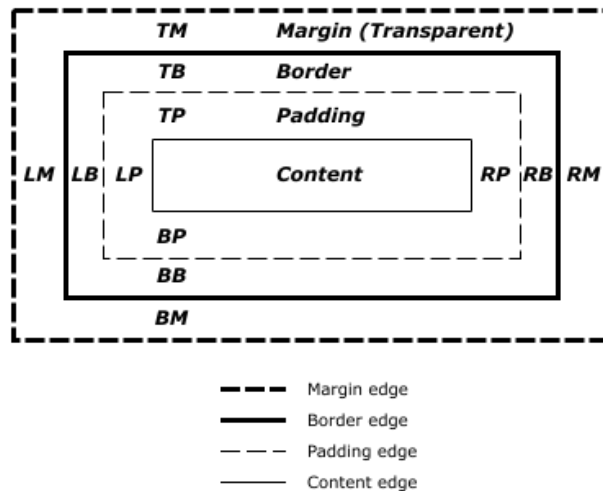 TM Margin (Transparent)
TB Border
TP Padding
LM LB LP Content RP RB RM
BP
BB
BM
Margin edge
Border edge
Padding edge
Content edge